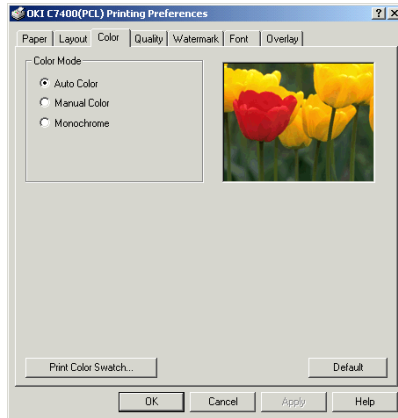 OKI C7400(PCL) Printing Preferences
Paper Layout Color Quality Watermark Font Overlay
Color Mode
Auto Color
Manual Color
Monochrome
Print Color Swatch... Default
OK Cancel Apply Help